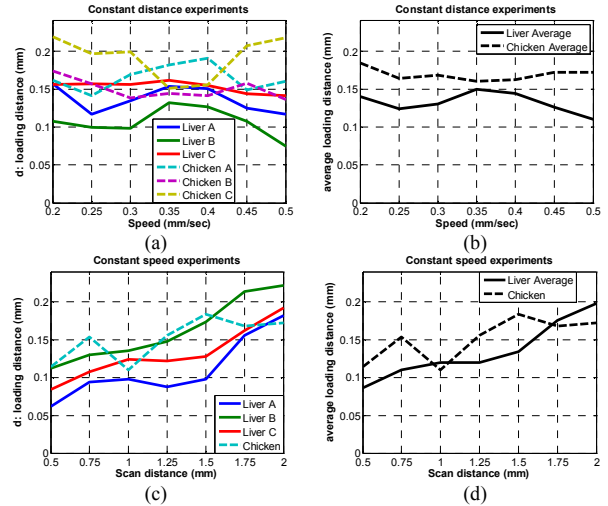 Constant distance experiments
d: loading distance (mm)
0.2
0.15
0.1
0.05
0
Liver A
Liver B
Liver C
Chicken A
Chicken B
Chicken C
0.2 0.25 0.3 0.35 0.4 0.45 0.5
Speed (mm/sec)
(a)
Constant distance experiments
average loading distance (mm)
0.2
0.15
0.1
0.05
0
Liver Average
Chicken Average
0.2 0.25 0.3 0.35 0.4 0.45 0.5
Speed (mm/sec)
(b)
Constant speed experiments
d: loading distance (mm)
0.2
0.15
0.1
0.05
0
Liver A
Liver B
Liver C
Chicken
0.5 0.75 1 1.25 1.5 1.75 2
Scan distance (mm)
(c)
Constant speed experiments
average loading distance (mm)
0.2
0.15
0.1
0.05
0
Liver Average
Chicken
0.5 0.75 1 1.25 1.5 1.75 2
Scan distance (mm)
(d)